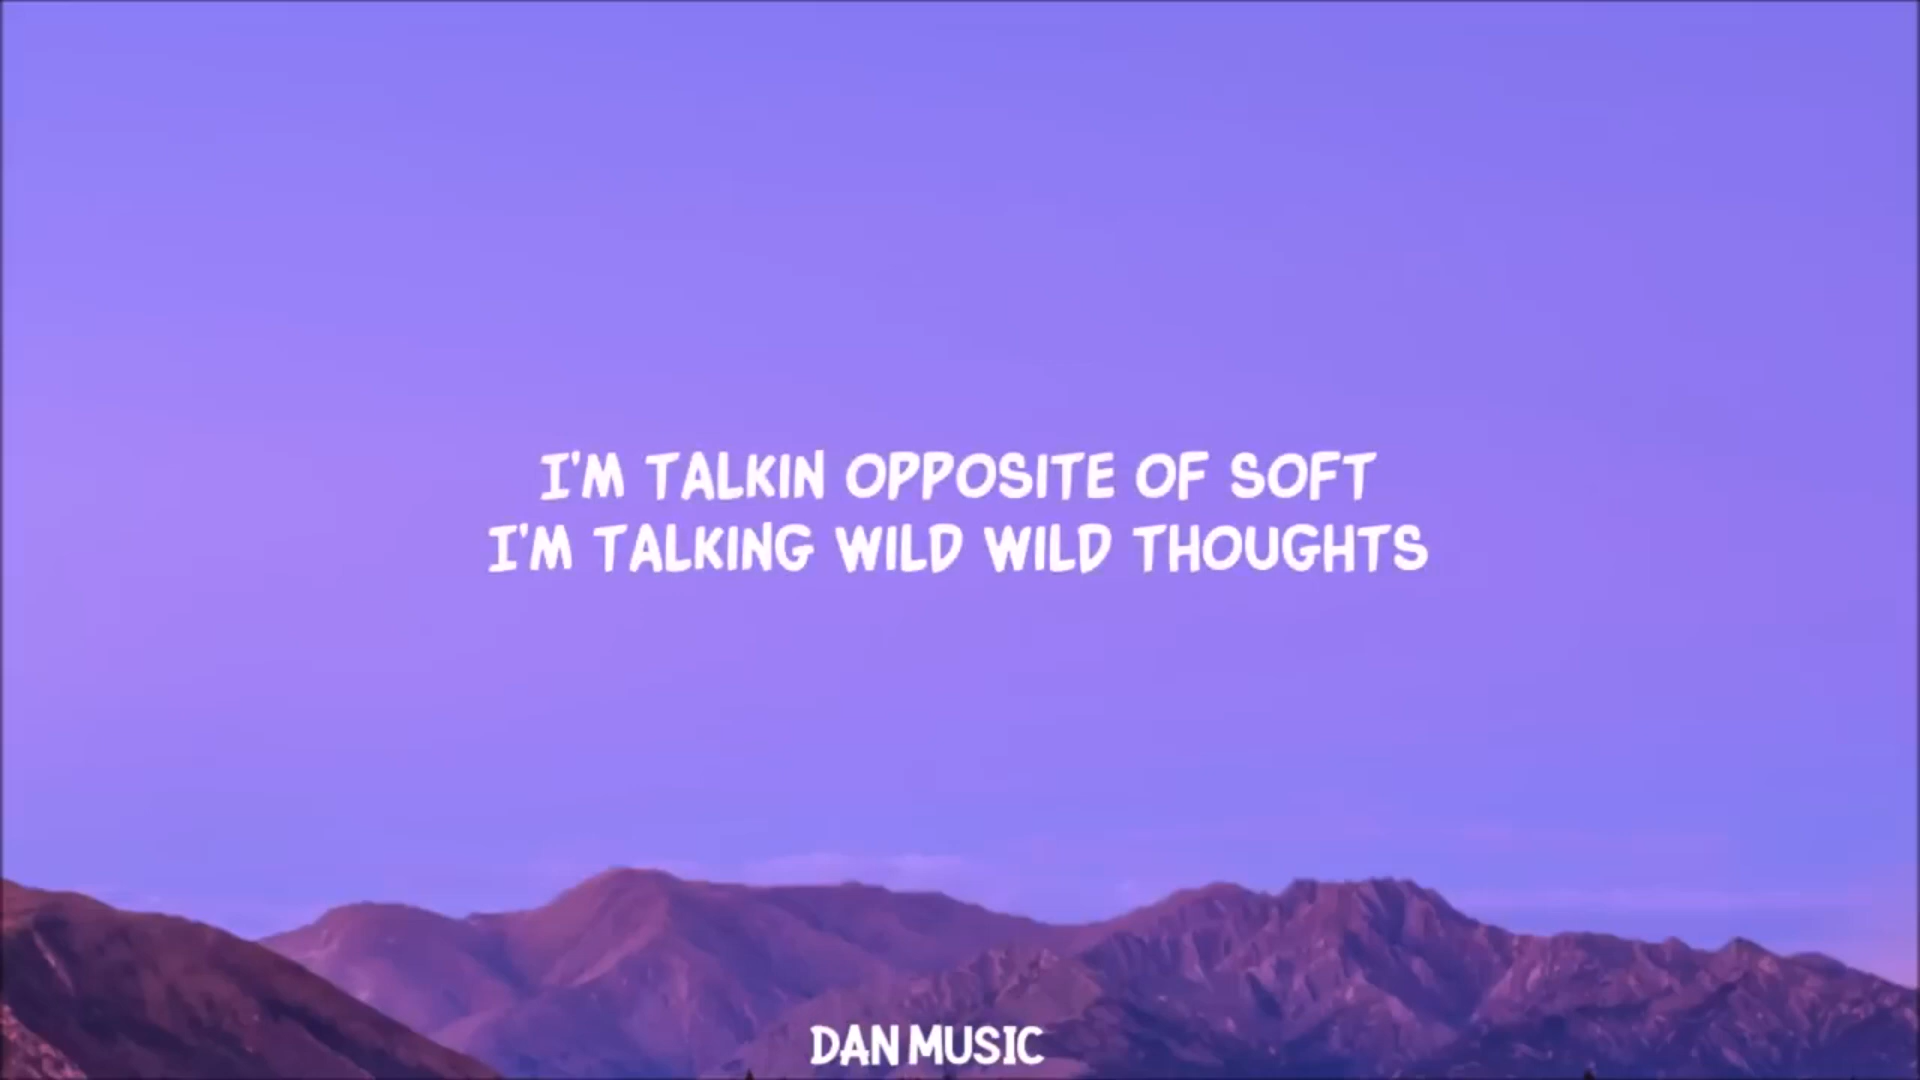 I'M TALKIN OPPOSITE OF SOFT
I'M TALKING WILD WILD THOUGHTS
DAN MUSIC